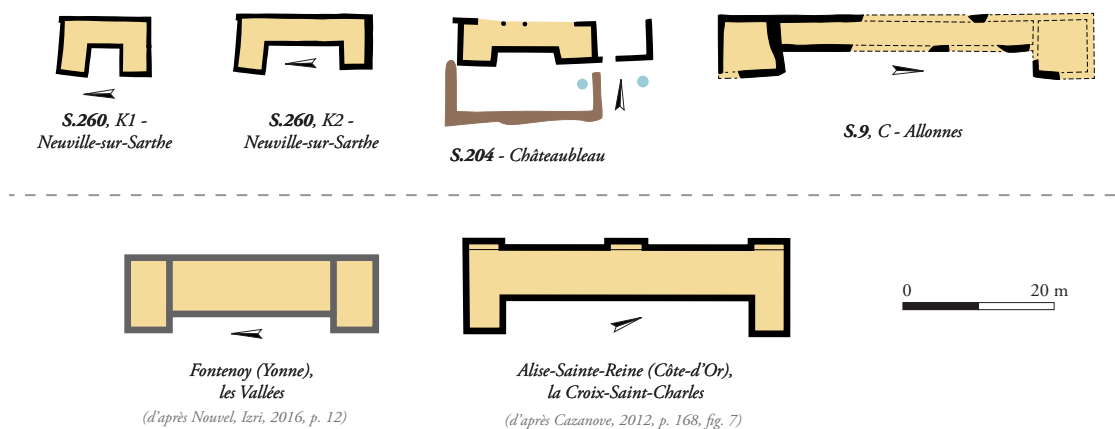 S.260, K1 -
Neuville-sur-Sarthe
S.260, K2 -
Neuville-sur-Sarthe
S.204 - Châteaubleau
S.9, C - Allonnes
Fontenoy (Yonne),
les Vallées
(d'après Nouvel, Izri, 2016, p. 12)
Alise-Sainte-Reine (Côte-d'Or),
la Croix-Saint-Charles
(d'après Cazanove, 2012, p. 168, fig. 7)
0 20 m